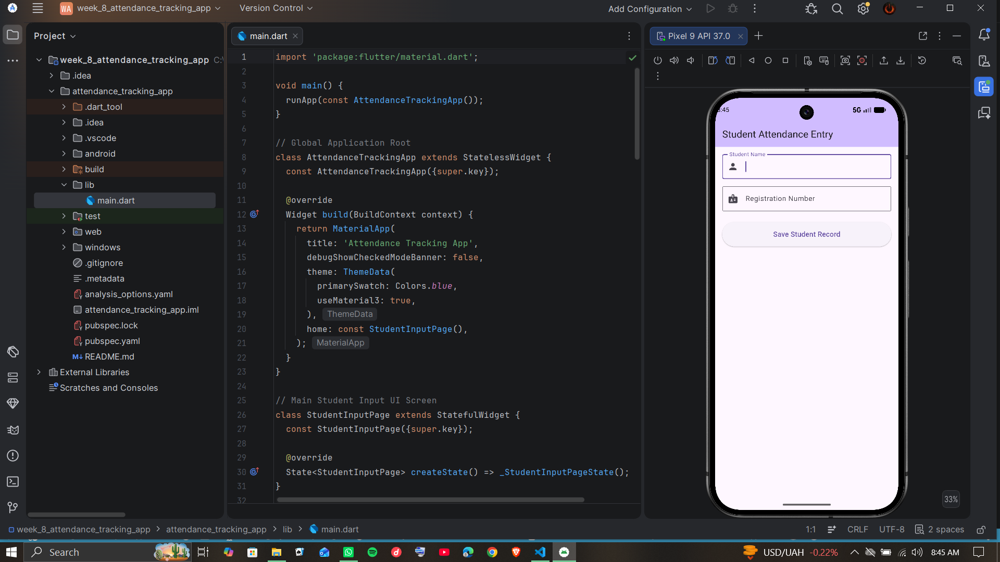 WA week_8_attendance_tracking_app
Version Control
Add Configuration
Project
week_8_attendance_tracking_app C:\
.idea
attendance_tracking_app
.dart_tool
.idea
.vscode
android
build
lib
main.dart
test
web
windows
.gitignore
.metadata
analysis_options.yaml
attendance_tracking_app.iml
pubspec.lock
pubspec.yaml
M↓ README.md
External Libraries
Scratches and Consoles
main.dart
1 import 'package:flutter/material.dart';
2
3 void main() {
4 runApp(const AttendanceTrackingApp());
5 }
6
7 // Global Application Root
8 class AttendanceTrackingApp extends StatelessWidget {
9 const AttendanceTrackingApp({super.key});
10
11 @override
12 Widget build(BuildContext context) {
13 return MaterialApp(
14 title: 'Attendance Tracking App',
15 debugShowCheckedModeBanner: false,
16 theme: ThemeData(
17 primarySwatch: Colors.blue,
18 useMaterial3: true,
19 ), ThemeData
20 home: const StudentInputPage(),
21 ); MaterialApp
22 }
23 }
24
25 // Main Student Input UI Screen
26 class StudentInputPage extends StatefulWidget {
27 const StudentInputPage({super.key});
28
29 @override
30 State<StudentInputPage> createState() => _StudentInputPageState();
31 }
32
Pixel 9 API 37.0
:45
5G
Student Attendance Entry
Student Name
Registration Number
Save Student Record
33%
week_8_attendance_tracking_app > attendance_tracking_app > lib > main.dart
1:1
CRLF
UTF-8
2 spaces
Search
USD/UAH -0.22%
8:45 AM